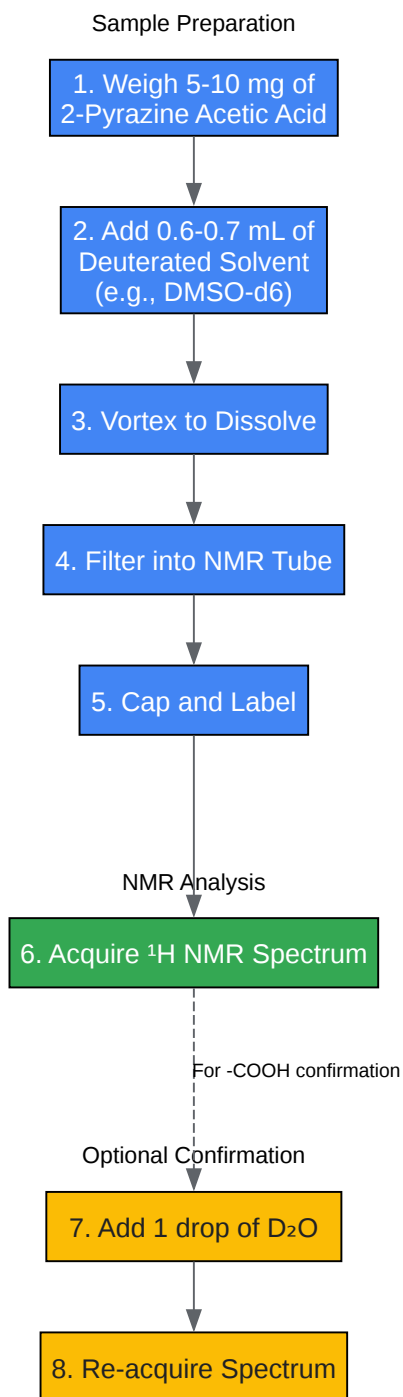 Sample Preparation
1. Weigh 5-10 mg of
2-Pyrazine Acetic Acid
2. Add 0.6-0.7 mL of
Deuterated Solvent
(e.g., DMSO-d6)
3. Vortex to Dissolve
4. Filter into NMR Tube
5. Cap and Label
NMR Analysis
6. Acquire ¹H NMR Spectrum
For -COOH confirmation
Optional Confirmation
7. Add 1 drop of D₂O
8. Re-acquire Spectrum